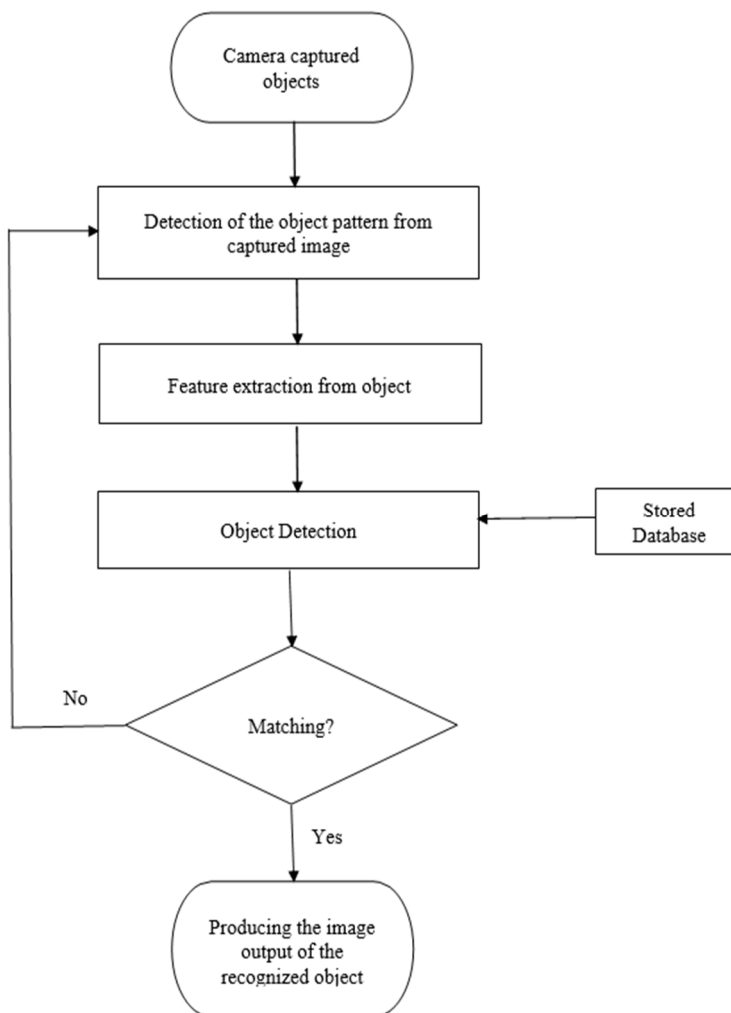 Camera captured
objects
Detection of the object pattern from
captured image
Feature extraction from object
Object Detection
Stored
Database
Matching?
No
Yes
Producing the image
output of the
recognized object